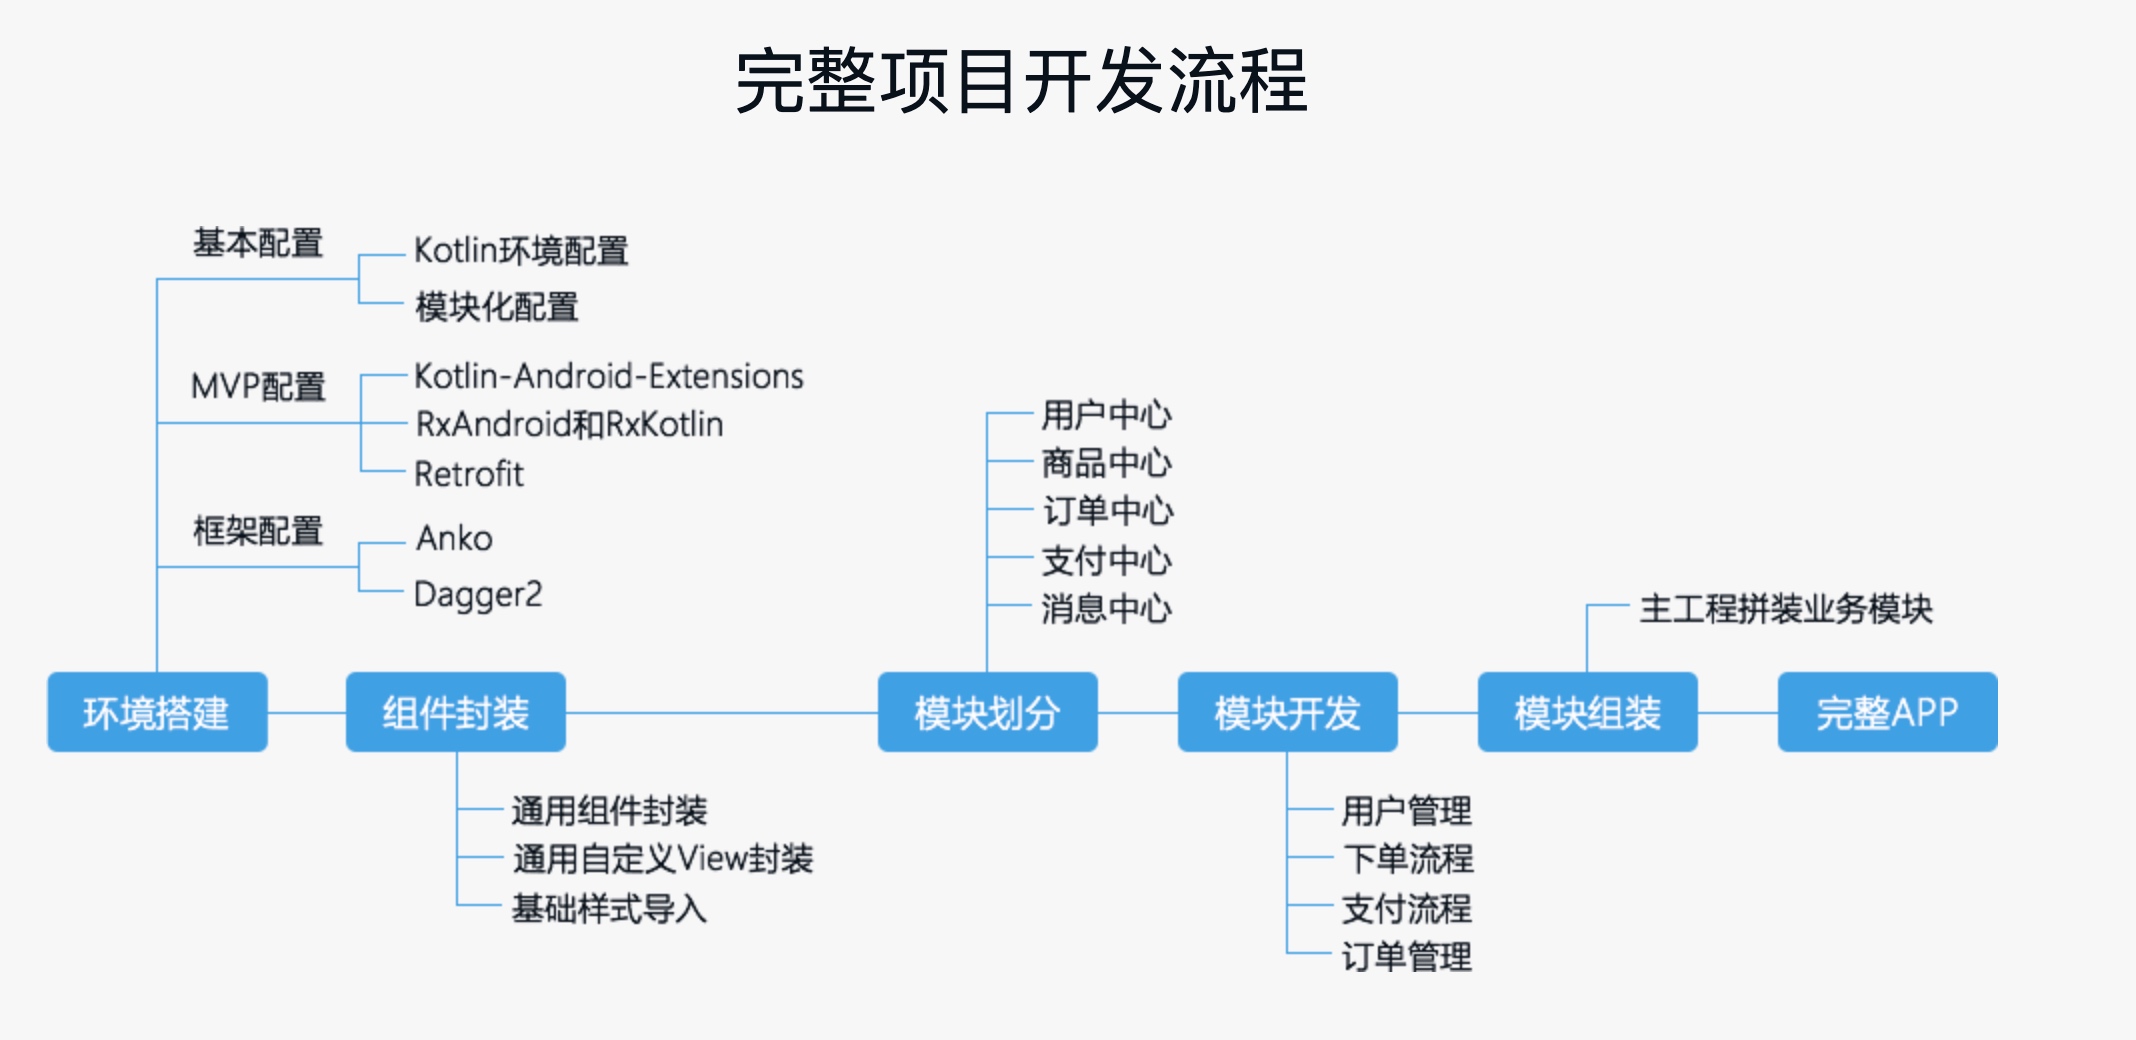 完整项目开发流程
基本配置
Kotlin环境配置
模块化配置
MVP配置
Kotlin-Android-Extensions
RxAndroid和RxKotlin
Retrofit
框架配置
Anko
Dagger2
用户中心
商品中心
订单中心
支付中心
消息中心
主工程拼装业务模块
环境搭建
组件封装
模块划分
模块开发
模块组装
完整APP
通用组件封装
通用自定义View封装
基础样式导入
用户管理
下单流程
支付流程
订单管理